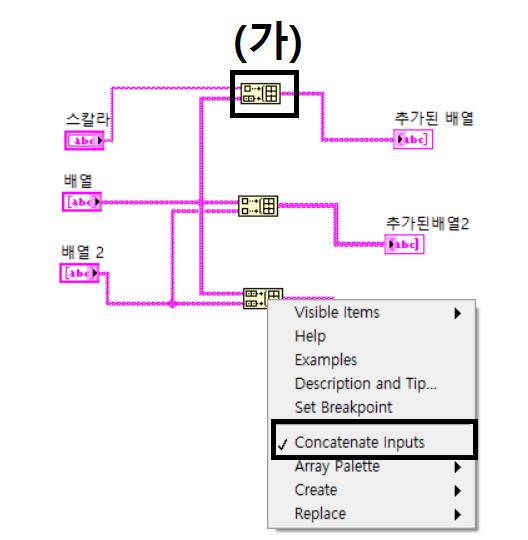 (가)
스칼라
abc
추가된 배열
abc]
배열
[abc
추가된배열2
abc]
배열 2
[abc
Visible Items
Help
Examples
Description and Tip...
Set Breakpoint
✓ Concatenate Inputs
Array Palette
Create
Replace